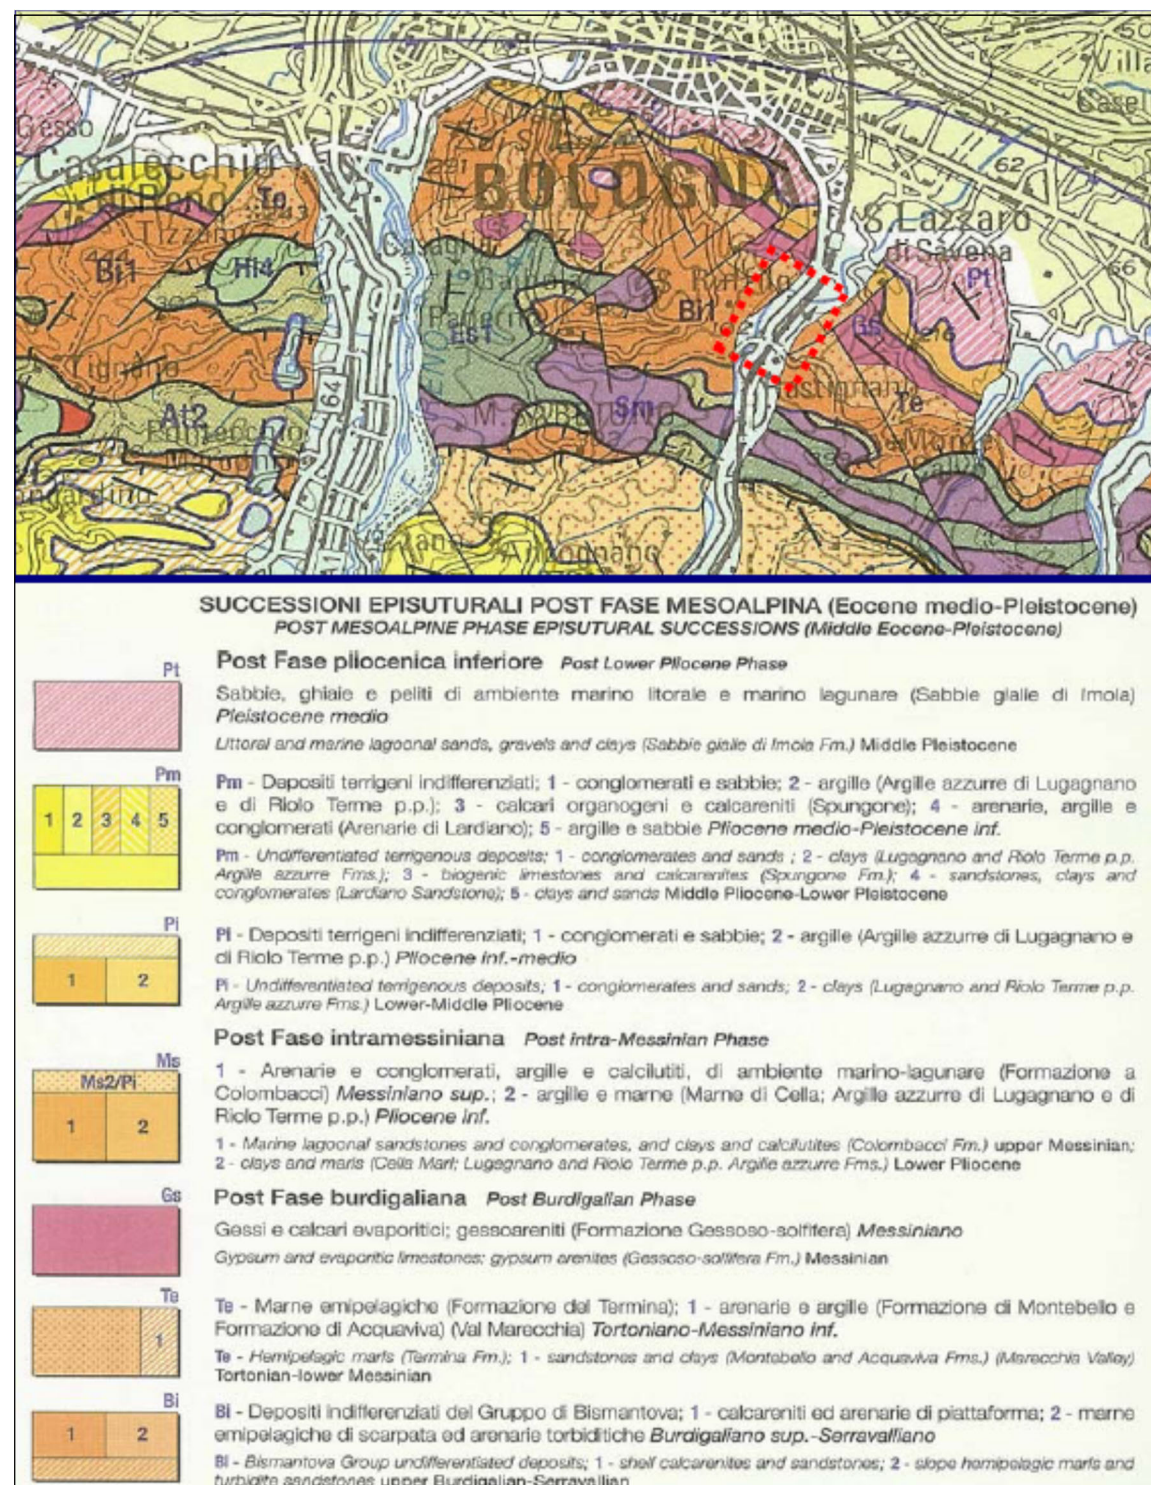 50
Villa
Casel
Gesso
Casalecchio
di Reno
To
62
BOLOGNA
S. Lazzaro
di Savena
Tizzano
Bi1
Hi4
Pt
66
Bi1
Gs
Es1
Tignano
64
At2
M. Sabbiuno
Sm
Te
Pontecchio
SUCCESSIONI EPISUTURALI POST FASE MESOALPINA (Eocene medio-Pleistocene)
POST MESOALPINE PHASE EPISUTURAL SUCCESSIONS (Middle Eocene-Pleistocene)
Pt
Post Fase pliocenica inferiore Post Lower Pliocene Phase
Sabbie, ghiaie e peliti di ambiente marino litorale e marino lagunare (Sabbie gialle di Imola)
Pleistocene medio
Littoral and marine lagoonal sands, gravels and clays (Sabbie gialle di Imola Fm.) Middle Pleistocene
Pm
1 2 3 4 5
Pm - Depositi terrigeni indifferenziati; 1 - conglomerati e sabbie; 2 - argille (Argille azzurre di Lugagnano
e di Riolo Terme p.p.); 3 - calcari organogeni e calcareniti (Spungone); 4 - arenarie, argille e
conglomerati (Arenarie di Lardiano); 5 - argille e sabbie Pliocene medio-Pleistocene inf.
Pm - Undifferentiated terrigenous deposits; 1 - conglomerates and sands ; 2 - clays (Lugagnano and Riolo Terme p.p.
Argille azzurre Fms.); 3 - biogenic limestones and calcarenites (Spungone Fm.); 4 - sandstones, clays and
conglomerates (Lardiano Sandstone); 5 - clays and sands Middle Pliocene-Lower Pleistocene
Pi
1 2
Pi - Depositi terrigeni indifferenziati; 1 - conglomerati e sabbie; 2 - argille (Argille azzurre di Lugagnano e
di Riolo Terme p.p.) Pliocene inf.-medio
Pi - Undifferentiated terrigenous deposits; 1 - conglomerates and sands; 2 - clays (Lugagnano and Riolo Terme p.p.
Argille azzurre Fms.) Lower-Middle Pliocene
Post Fase intramessiniana Post intra-Messinian Phase
Ms
Ms2/Pi
1 2
1 - Arenarie e conglomerati, argille e calcilutiti, di ambiente marino-lagunare (Formazione a
Colombacci) Messiniano sup.; 2 - argille e marne (Marne di Cella; Argille azzurre di Lugagnano e di
Riolo Terme p.p.) Pliocene inf.
1 - Marine lagoonal sandstones and conglomerates, and clays and calcilutites (Colombacci Fm.) upper Messinian;
2 - clays and marls (Cella Marl; Lugagnano and Riolo Terme p.p. Argille azzurre Fms.) Lower Pliocene
Gs
Post Fase burdigaliana Post Burdigalian Phase
Gessi e calcari evaporitici; gessoareniti (Formazione Gessoso-solfifera) Messiniano
Gypsum and evaporitic limestones; gypsum arenites (Gessoso-solfifera Fm.) Messinian
Te
1
Te - Marne emipelagiche (Formazione del Termina); 1 - arenarie e argille (Formazione di Montebello e
Formazione di Acquaviva) (Val Marecchia) Tortoniano-Messiniano inf.
Te - Hemipelagic marls (Termina Fm.); 1 - sandstones and clays (Montebello and Acquaviva Fms.) (Marecchia Valley)
Tortonian-lower Messinian
Bi
1 2
Bi - Depositi indifferenziati del Gruppo di Bismantova; 1 - calcareniti ed arenarie di piattaforma; 2 - marne
emipelagiche di scarpata ed arenarie torbiditiche Burdigaliano sup.-Serravalliano
Bi - Bismantova Group undifferentiated deposits; 1 - shelf calcarenites and sandstones; 2 - slope hemipelagic marls and
turbidite sandstones upper Burdigalian-Serravallian